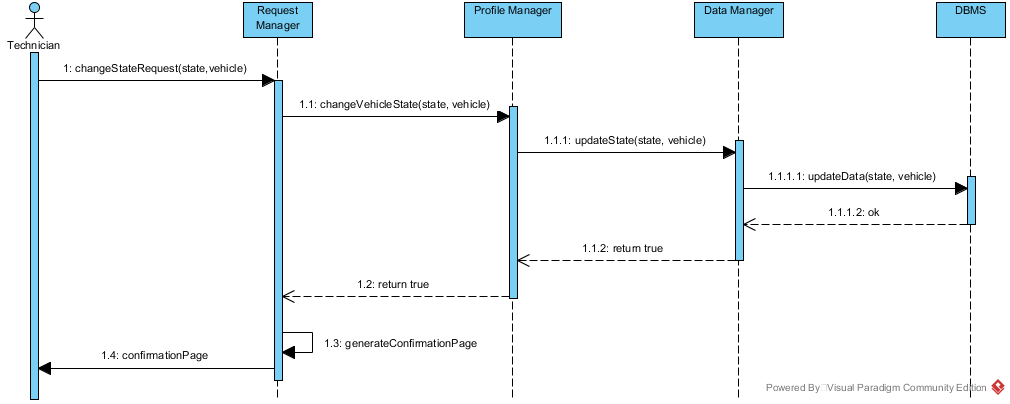 Request
Manager
Profile Manager
Data Manager
DBMS
Technician
1: changeStateRequest(state,vehicle)
1.1: changeVehicleState(state, vehicle)
1.1.1: updateState(state, vehicle)
1.1.1.1: updateData(state, vehicle)
1.1.1.2: ok
1.1.2: return true
1.2: return true
1.3: generateConfirmationPage
1.4: confirmationPage
Powered By Visual Paradigm Community Edition